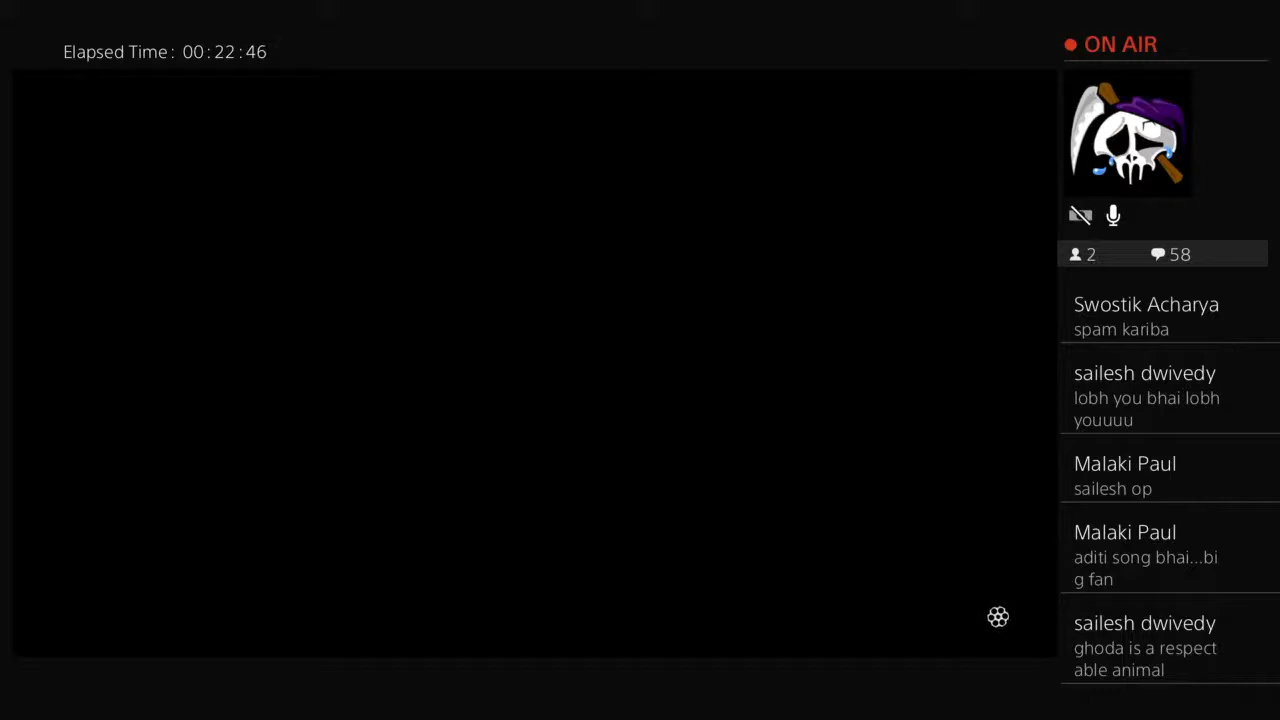 Elapsed Time: 00:22:46
ON AIR
2 58
Swostik Acharya
spam kariba
sailesh dwivedy
lobh you bhai lobh
youuuu
Malaki Paul
sailesh op
Malaki Paul
aditi song bhai...bi
g fan
sailesh dwivedy
ghoda is a respect
able animal